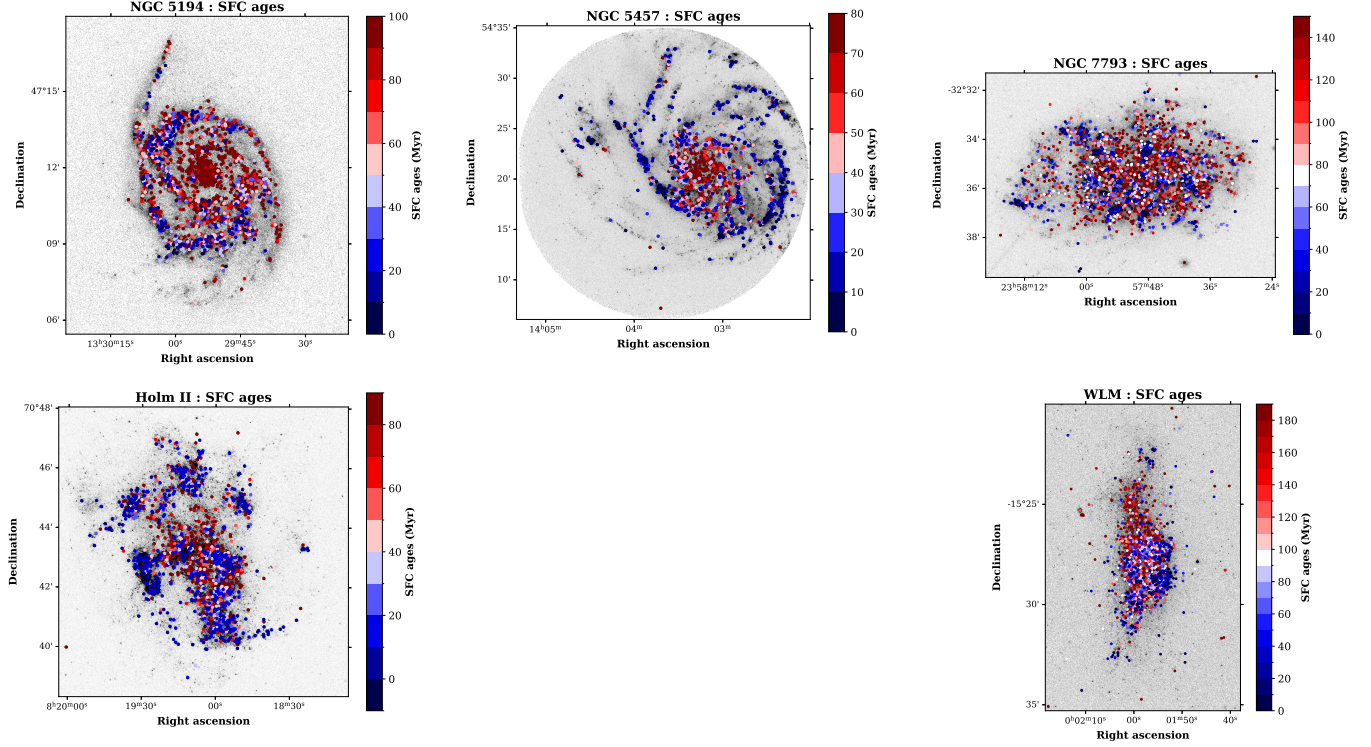 NGC 5194 : SFC ages
47°15'
12'
09'
06'
Declination
13ʰ30ᵐ15ˢ 00ˢ 29ᵐ45ˢ 30ˢ
Right ascension
100
80
60
40
20
0
SFC ages (Myr)
NGC 5457 : SFC ages
54°35'
30'
25'
20'
15'
10'
Declination
14ʰ05ᵐ 04ᵐ 03ᵐ
Right ascension
80
70
60
50
40
30
20
10
0
SFC ages (Myr)
NGC 7793 : SFC ages
-32°32'
34'
36'
38'
Declination
23ʰ58ᵐ12ˢ 00ˢ 57ᵐ48ˢ 36ˢ 24ˢ
Right ascension
140
120
100
80
60
40
20
0
SFC ages (Myr)
Holm II : SFC ages
70°48'
46'
44'
42'
40'
Declination
8ʰ20ᵐ00ˢ 19ᵐ30ˢ 00ˢ 18ᵐ30ˢ
Right ascension
80
60
40
20
0
SFC ages (Myr)
WLM : SFC ages
-15°25'
30'
35'
Declination
0ʰ02ᵐ10ˢ 00ˢ 01ᵐ50ˢ 40ˢ
Right ascension
180
160
140
120
100
80
60
40
20
0
SFC ages (Myr)